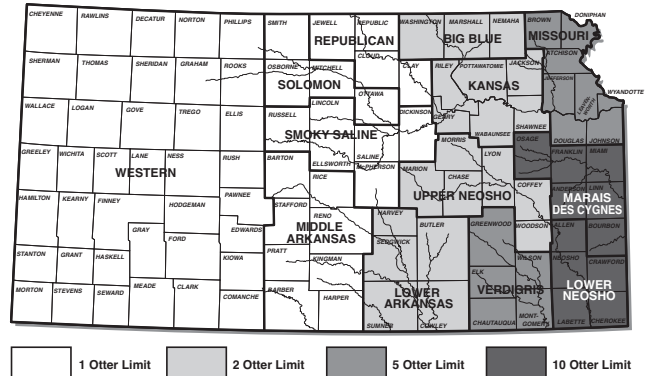 CHEYENNE RAWLINS DECATUR NORTON PHILLIPS SMITH JEWELL REPUBLIC WASHINGTON MARSHALL NEMAHA BROWN DONIPHAN
REPUBLICAN BIG BLUE MISSOURI
CLOUD ATCHISON
SHERMAN THOMAS SHERIDAN GRAHAM ROOKS OSBORNE MITCHELL CLAY RILEY POTTAWATOMIE JACKSON JEFFERSON LEAVENWORTH WYANDOTTE
SOLOMON KANSAS
OTTAWA
WALLACE LOGAN GOVE TREGO ELLIS RUSSELL LINCOLN DICKINSON GEARY WABAUNSEE SHAWNEE DOUGLAS JOHNSON
SMOKY SALINE
MORRIS OSAGE
GREELEY WICHITA SCOTT LANE NESS RUSH BARTON ELLSWORTH SALINE McPHERSON MARION CHASE LYON FRANKLIN MIAMI
WESTERN
RICE COFFEY ANDERSON LINN
HAMILTON KEARNY FINNEY HODGEMAN PAWNEE STAFFORD
UPPER NEOSHO MARAIS
DES CYGNES
RENO HARVEY
MIDDLE
ARKANSAS
GRAY FORD EDWARDS SEDGWICK BUTLER GREENWOOD WOODSON ALLEN BOURBON
STANTON GRANT HASKELL KIOWA PRATT KINGMAN ELK WILSON NEOSHO CRAWFORD
LOWER
ARKANSAS
VERDIGRIS
LOWER
NEOSHO
MORTON STEVENS SEWARD MEADE CLARK COMANCHE BARBER HARPER SUMNER COWLEY CHAUTAUQUA MONT-
GOMERY LABETTE CHEROKEE
1 Otter Limit 2 Otter Limit 5 Otter Limit 10 Otter Limit